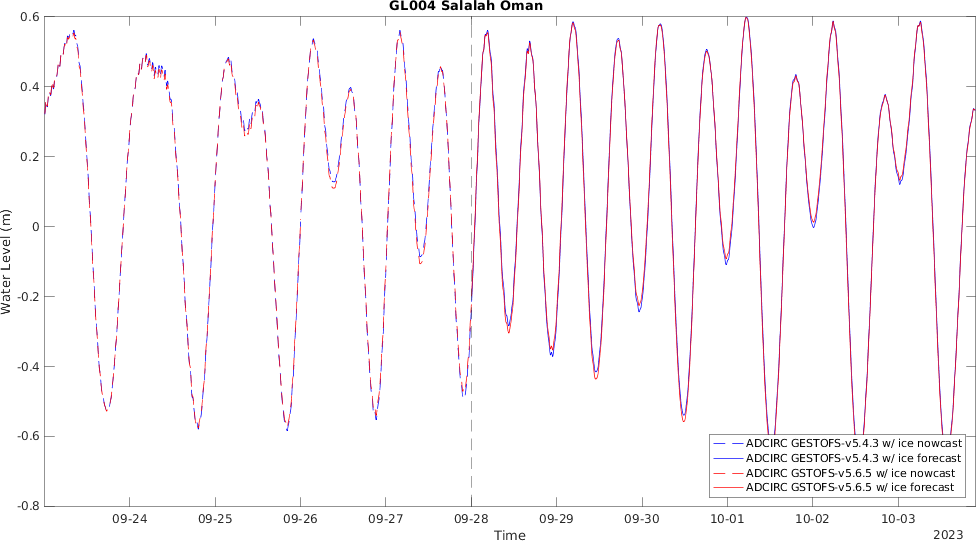 GL004 Salalah Oman
0.6
0.4
0.2
0
-0.2
-0.4
-0.6
-0.8
Water Level (m)
ADCIRC GESTOFS-v5.4.3 w/ ice nowcast
ADCIRC GESTOFS-v5.4.3 w/ ice forecast
ADCIRC GSTOFS-v5.6.5 w/ ice nowcast
ADCIRC GSTOFS-v5.6.5 w/ ice forecast
09-24 09-25 09-26 09-27 09-28 09-29 09-30 10-01 10-02 10-03
Time
2023